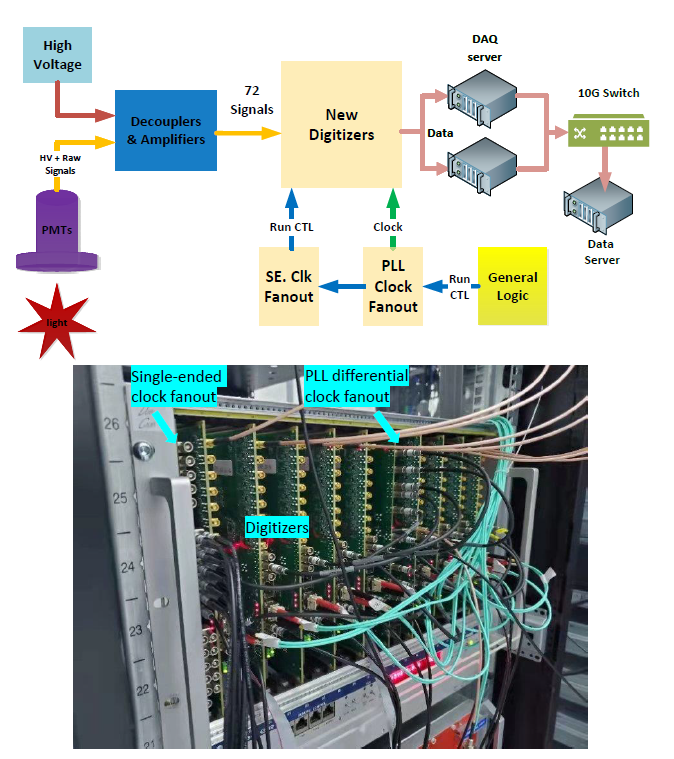 High
Voltage
Decouplers
& Amplifiers
HV + Raw
Signals
PMTs
light
72
Signals
New
Digitizers
Data
DAQ
server
10G Switch
Data
Server
Run CTL
Clock
SE. Clk
Fanout
PLL
Clock
Fanout
Run
CTL
General
Logic
Single-ended
clock fanout
PLL differential
clock fanout
Digitizers
26
25
24
23
22
21